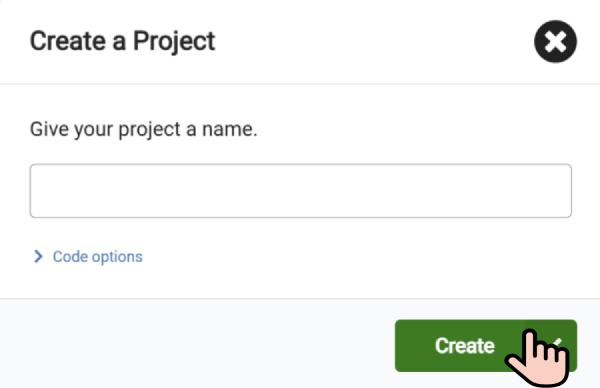 Create a Project
Give your project a name.
Code options
Create